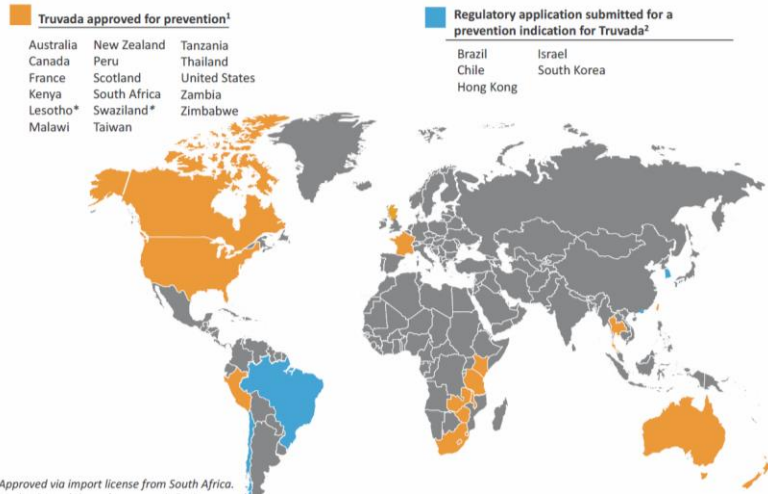 Truvada approved for prevention¹
Australia New Zealand Tanzania
Canada Peru Thailand
France Scotland United States
Kenya South Africa Zambia
Lesotho* Swaziland* Zimbabwe
Malawi Taiwan
Regulatory application submitted for a
prevention indication for Truvada²
Brazil Israel
Chile South Korea
Hong Kong
Approved via import license from South Africa.